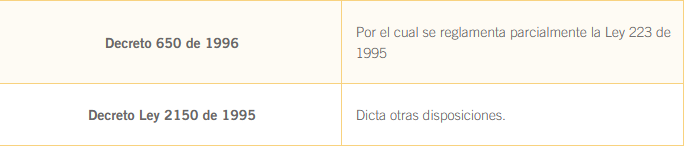 Decreto 650 de 1996
Por el cual se reglamenta parcialmente la Ley 223 de
1995
Decreto Ley 2150 de 1995
Dicta otras disposiciones.